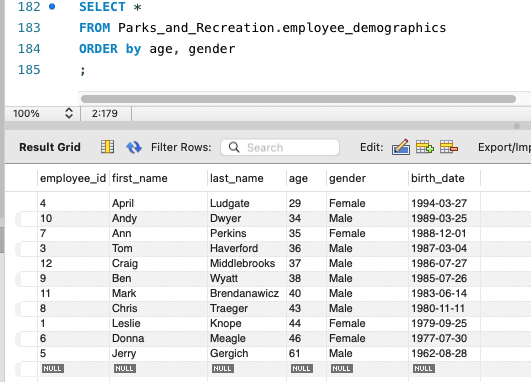 182 SELECT *
183 FROM Parks_and_Recreation.employee_demographics
184 ORDER by age, gender
185 ;
100% 2:179
Result Grid Filter Rows: Search Edit: Export/Imp
employee_id first_name last_name age gender birth_date
4 April Ludgate 29 Female 1994-03-27
10 Andy Dwyer 34 Male 1989-03-25
7 Ann Perkins 35 Female 1988-12-01
3 Tom Haverford 36 Male 1987-03-04
12 Craig Middlebrooks 37 Male 1986-07-27
9 Ben Wyatt 38 Male 1985-07-26
11 Mark Brendanawicz 40 Male 1983-06-14
8 Chris Traeger 43 Male 1980-11-11
1 Leslie Knope 44 Female 1979-09-25
6 Donna Meagle 46 Female 1977-07-30
5 Jerry Gergich 61 Male 1962-08-28
NULL NULL NULL NULL NULL NULL